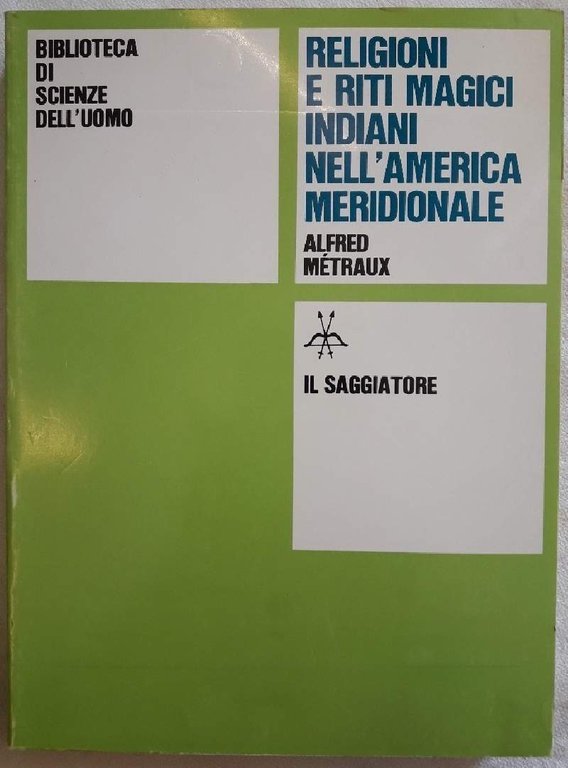 BIBLIOTECA
DI
SCIENZE
DELL'UOMO
RELIGIONI
E RITI MAGICI
INDIANI
NELL'AMERICA
MERIDIONALE
ALFRED
MÉTRAUX
IL SAGGIATORE